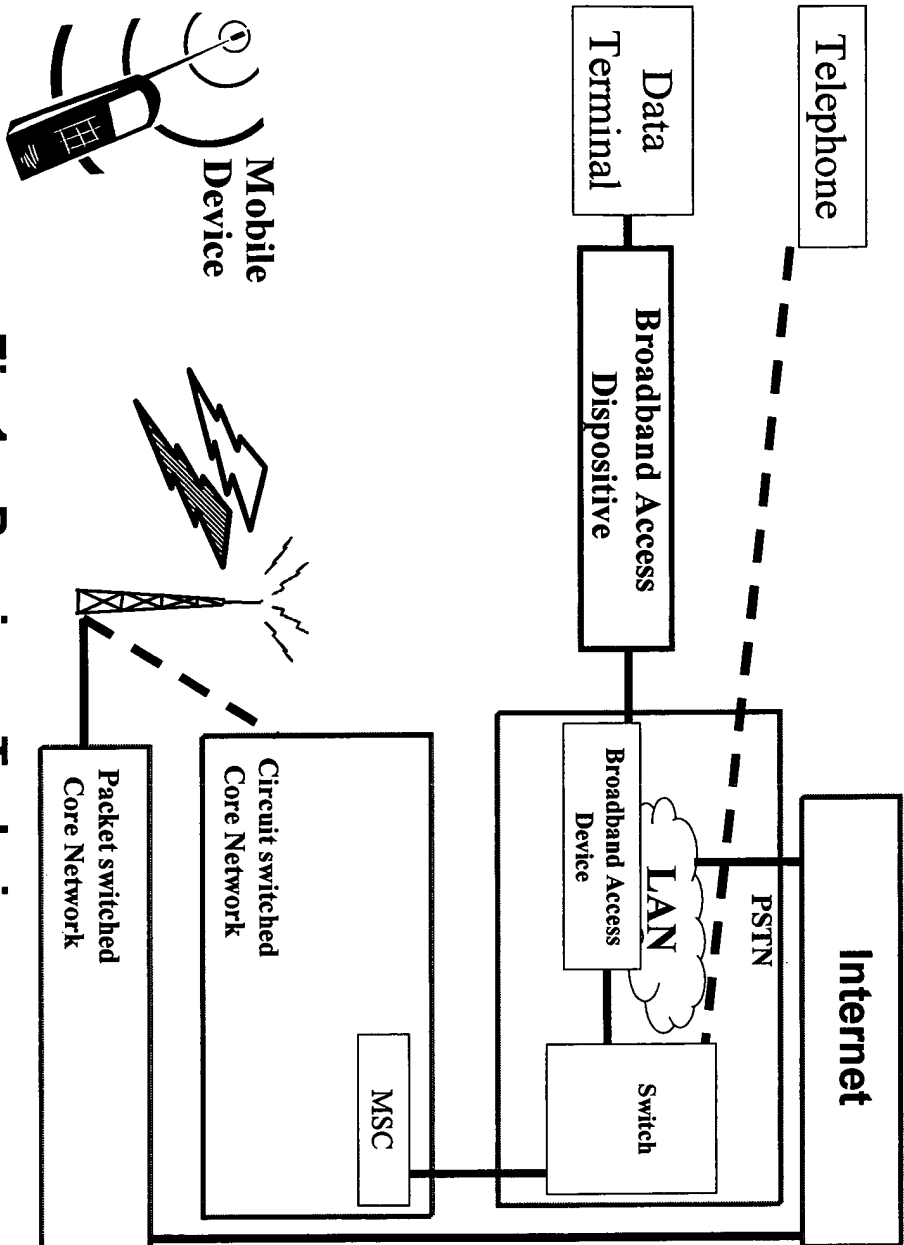 Telephone
Internet
PSTN
Data
Terminal
Broadband Access
Dispositive
LAN
Broadband Access
Device
Switch
Mobile
Device
Circuit switched
Core Network
MSC
Packet switched
Core Network